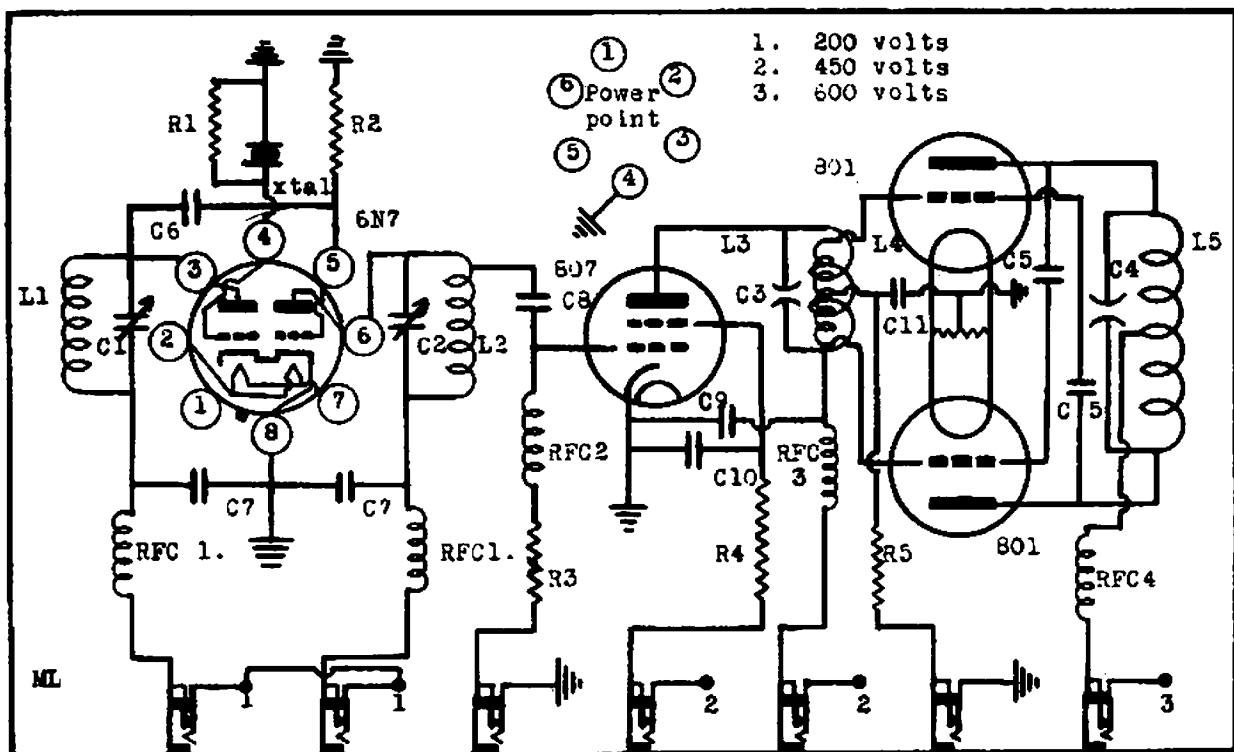 1. 200 volts
2. 450 volts
3. 600 volts
1
2
3
4
5
6
Power
point
R1
R2
xtal
C6
6N7
4
3
5
2
6
1
7
8
L1
C1
C2
L2
C7
C7
RFC 1.
RFC1.
807
C8
RFC2
R3
L3
C3
C9
C10
RFC
3
R4
801
L4
C11
C5
C4
L5
C5
R5
801
RFC4
ML
1
1
2
2
3